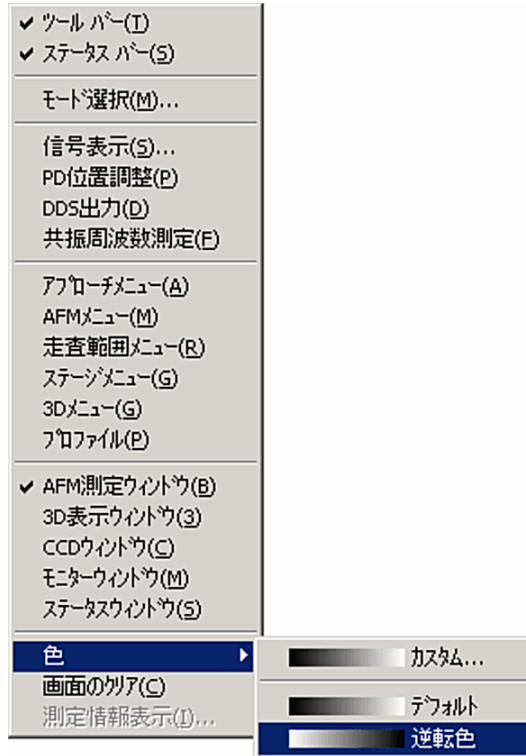 ツール バー(T)
ステータス バー(S)
モード選択(M)...
信号表示(S)...
PD位置調整(P)
DDS出力(D)
共振周波数測定(F)
アプローチメニュー(A)
AFMメニュー(M)
走査範囲メニュー(R)
ステージメニュー(G)
3Dメニュー(G)
プロファイル(P)
AFM測定ウィンドウ(B)
3D表示ウィンドウ(3)
CCDウィンドウ(C)
モニターウィンドウ(M)
ステータスウィンドウ(S)
色
カスタム...
画面のクリア(C)
デフォルト
測定情報表示(I)...
逆転色